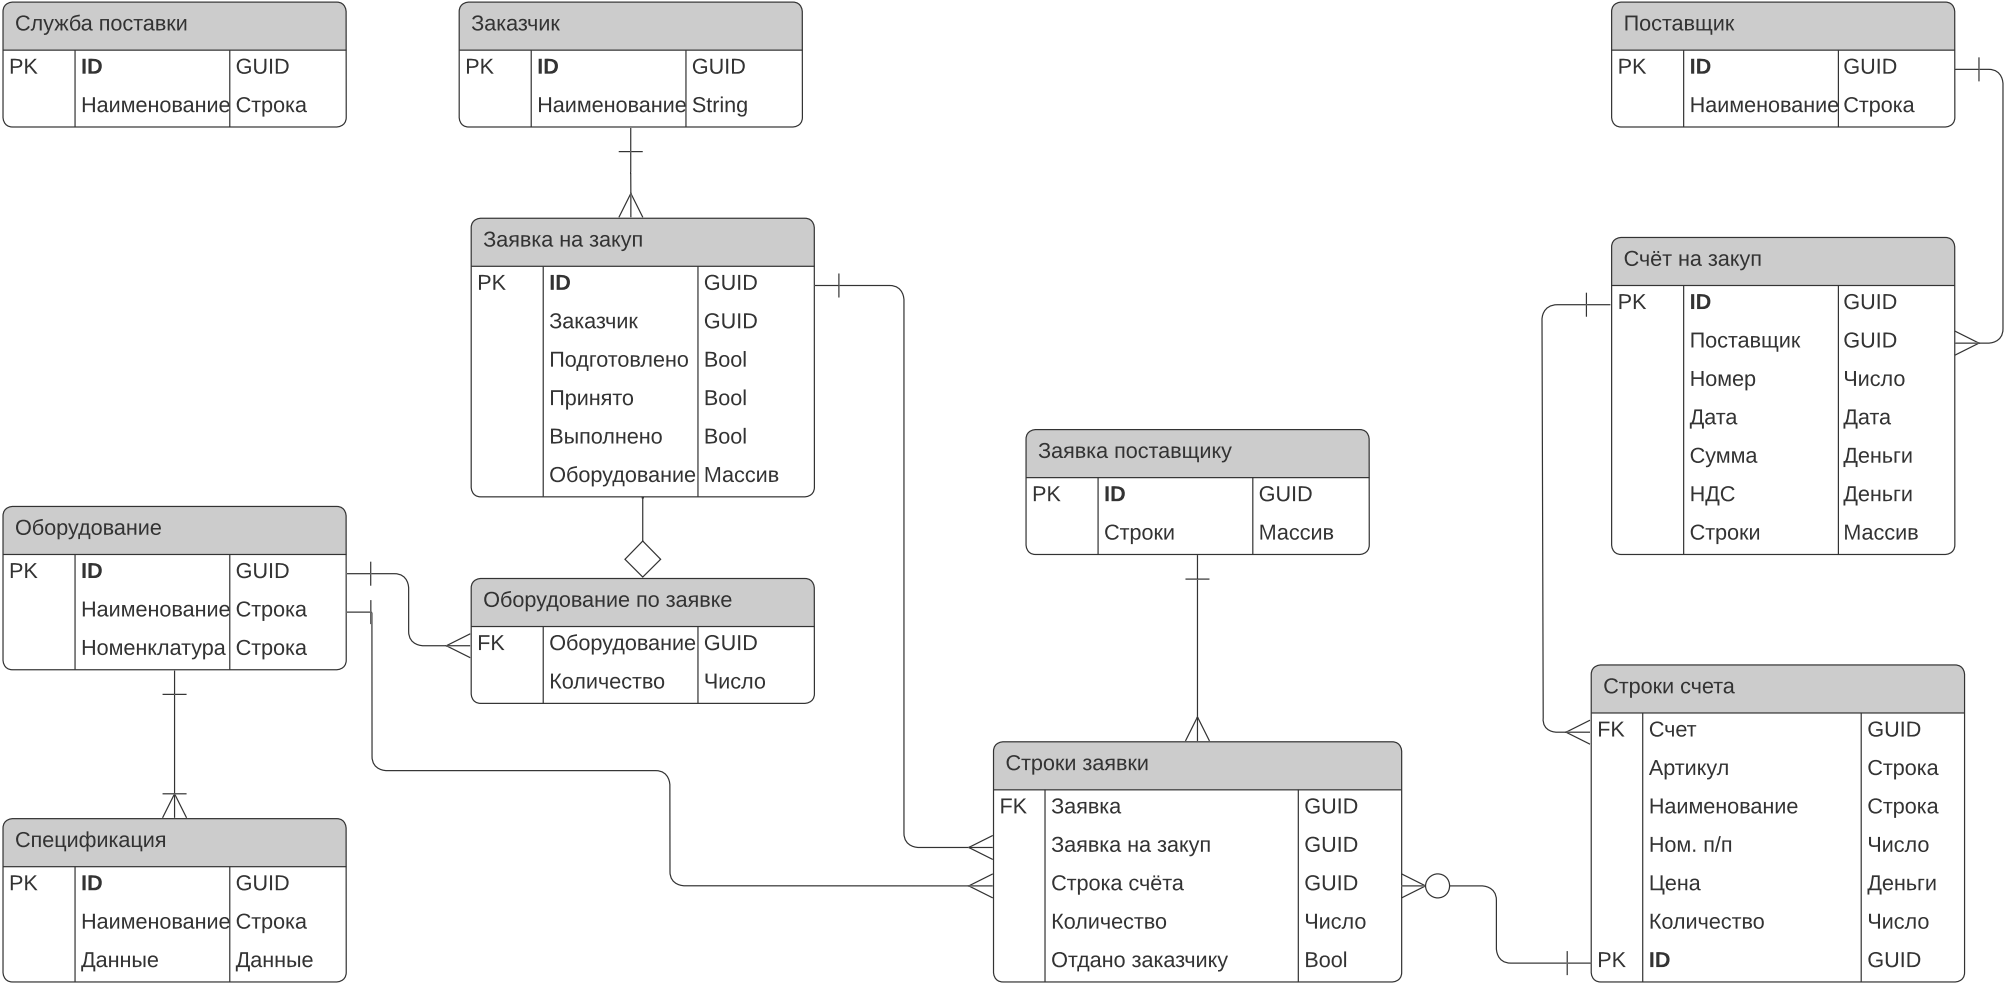 Служба поставки
PK ID GUID
Наименование Строка
Заказчик
PK ID GUID
Наименование String
Поставщик
PK ID GUID
Наименование Строка
Заявка на закуп
PK ID GUID
Заказчик GUID
Подготовлено Bool
Принято Bool
Выполнено Bool
Оборудование Массив
Счёт на закуп
PK ID GUID
Поставщик GUID
Номер Число
Дата Дата
Сумма Деньги
НДС Деньги
Строки Массив
Заявка поставщику
PK ID GUID
Строки Массив
Оборудование
PK ID GUID
Наименование Строка
Номенклатура Строка
Оборудование по заявке
FK Оборудование GUID
Количество Число
Строки счета
FK Счет GUID
Артикул Строка
Наименование Строка
Ном. п/п Число
Цена Деньги
Количество Число
PK ID GUID
Строки заявки
FK Заявка GUID
Заявка на закуп GUID
Строка счёта GUID
Количество Число
Отдано заказчику Bool
Спецификация
PK ID GUID
Наименование Строка
Данные Данные